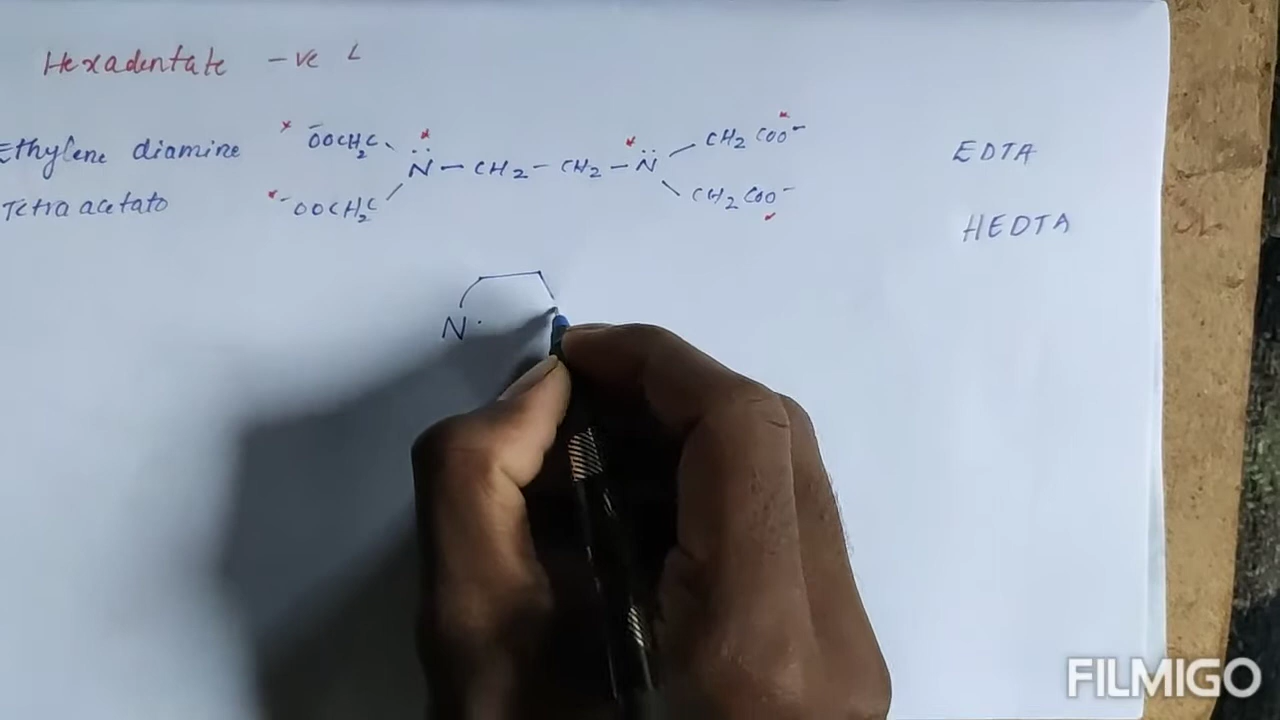 Hexadentate -ve L
Ethylene diamine
Tetra acetato
* ⁻OOCH₂C
* ⁻OOCH₂C
*N̈ - CH₂ - CH₂ - *N̈
CH₂COO⁻ *
CH₂COO⁻ *
EDTA
HEDTA
N
FILMIGO